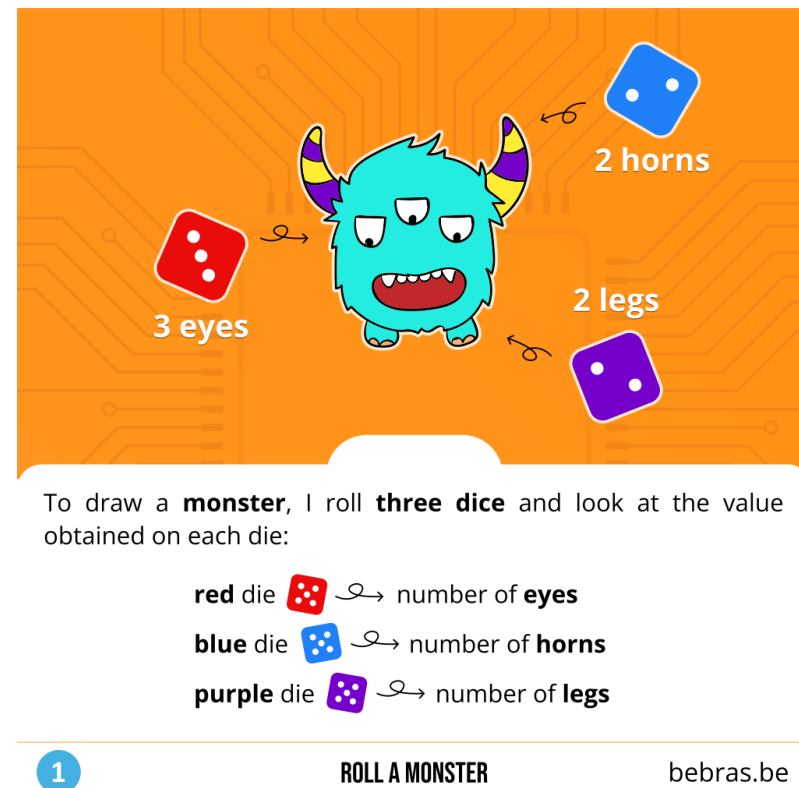 2 horns
3 eyes
2 legs
To draw a monster, I roll three dice and look at the value
obtained on each die:
red die number of eyes
blue die number of horns
purple die number of legs
1 ROLL A MONSTER bebras.be